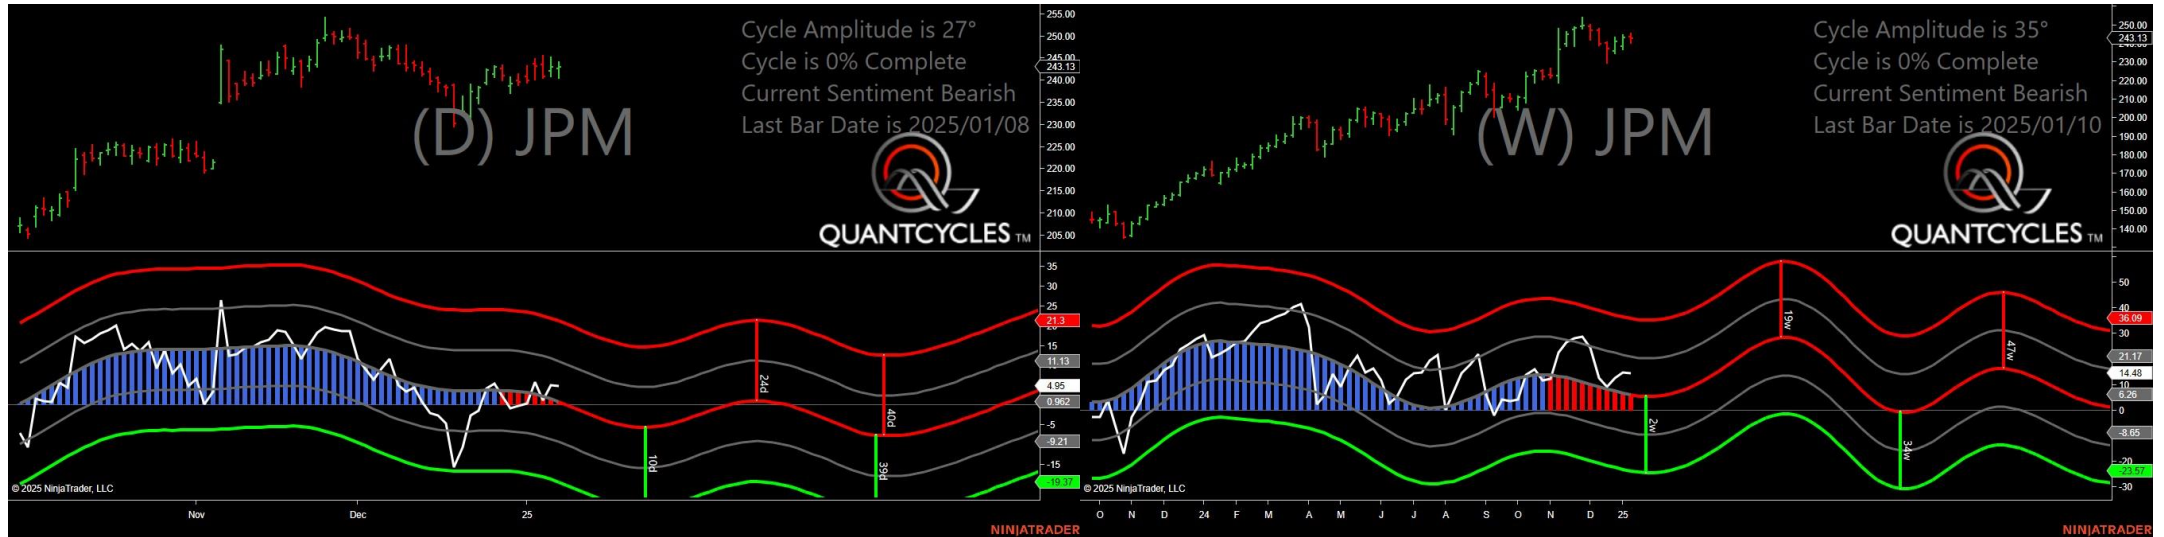 Cycle Amplitude is 27°
Cycle is 0% Complete
Current Sentiment Bearish
Last Bar Date is 2025/01/08
(D) JPM
QUANTCYCLES TM
255.00
250.00
245.00
243.13
240.00
235.00
230.00
225.00
220.00
215.00
210.00
205.00
35
30
25
21.3
15
11.13
4.95
0.962
-5
-9.21
-15
-19.37
24d
40d
10d
39d
© 2025 NinjaTrader, LLC
Nov
Dec
25
NINJATRADER
Cycle Amplitude is 35°
Cycle is 0% Complete
Current Sentiment Bearish
Last Bar Date is 2025/01/10
(W) JPM
QUANTCYCLES TM
250.00
243.13
230.00
220.00
210.00
200.00
190.00
180.00
170.00
160.00
150.00
140.00
50
40
36.09
30
21.17
14.48
10
6.26
0
-8.65
-20
-23.57
-30
19w
47w
2w
34w
© 2025 NinjaTrader, LLC
O N D 24 F M A M J J A S O N D 25
NINJATRADER